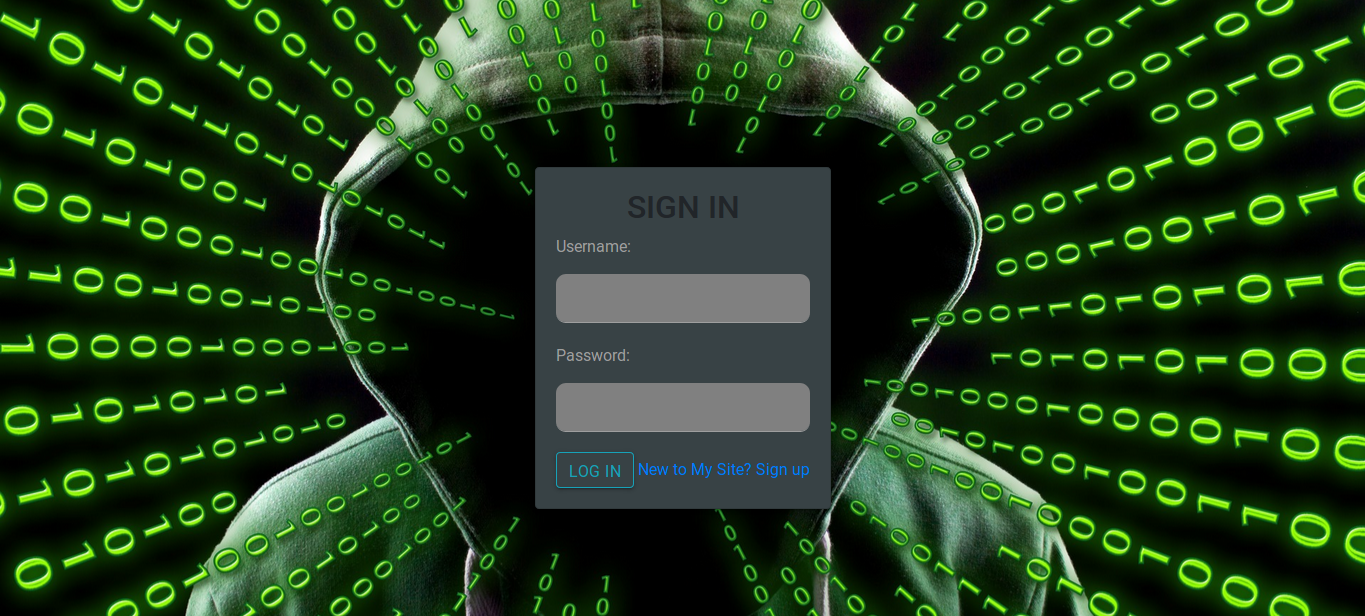 SIGN IN
Username:
Password:
LOG IN New to My Site? Sign up